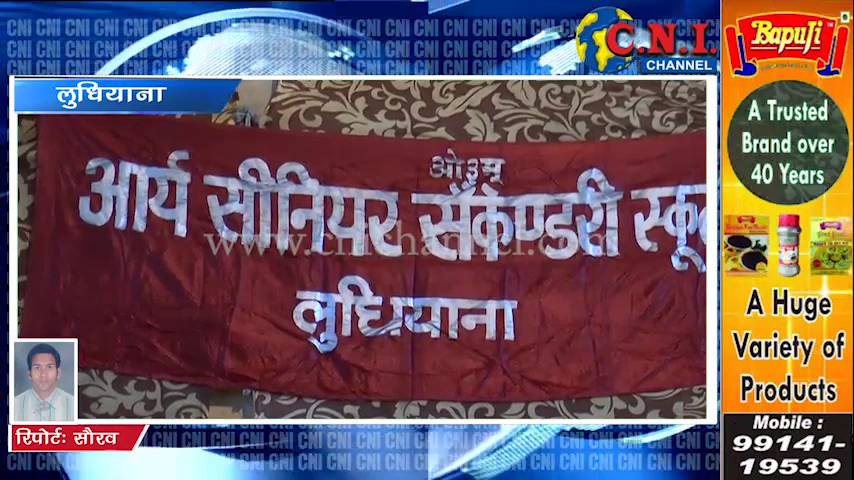 C.N.I.
CHANNEL
लुधियाना
ओ३म्
आर्य सीनियर सैकेण्डरी
लुधियाना
www.cnichannel.com
रिपोर्टः सौरव
BapuJi
A Trusted
Brand over
40 Years
A Huge
Variety of
Products
Mobile :
99141-
19539